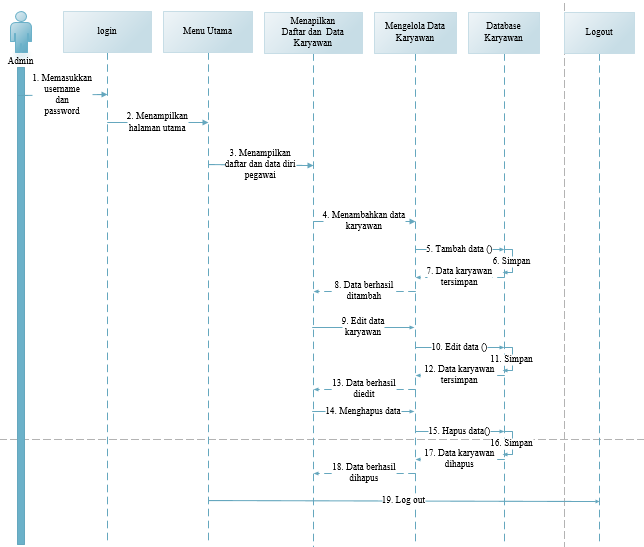 Admin
login
Menu Utama
Menapilkan
Daftar dan Data
Karyawan
Mengelola Data
Karyawan
Database
Karyawan
Logout
1. Memasukkan
username
dan
password
2. Menampilkan
halaman utama
3. Menampilkan
daftar dan data diri
pegawai
4. Menambahkan data
karyawan
5. Tambah data ()
6. Simpan
7. Data karyawan
tersimpan
8. Data berhasil
ditambah
9. Edit data
karyawan
10. Edit data ()
11. Simpan
12. Data karyawan
tersimpan
13. Data berhasil
diedit
14. Menghapus data
15. Hapus data()
16. Simpan
17. Data karyawan
dihapus
18. Data berhasil
dihapus
19. Log out